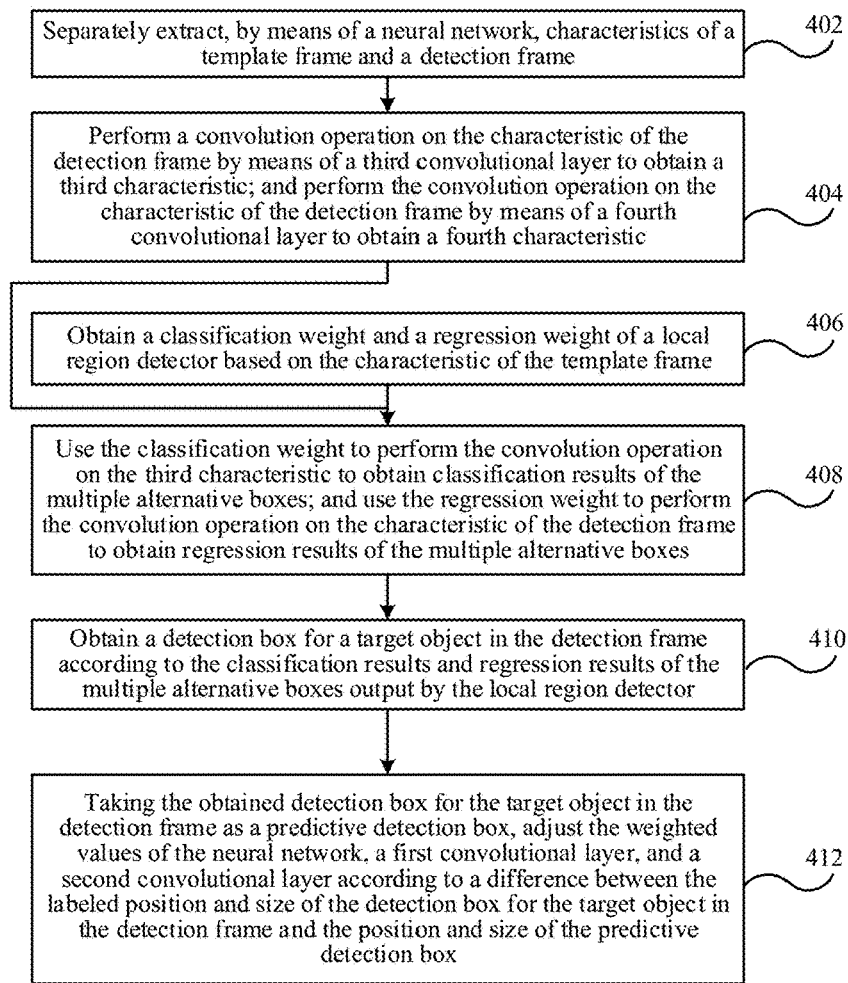 Separately extract, by means of a neural network, characteristics of
a template frame and a detection frame
402
Perform a convolution operation on the characteristic of the
detection frame by means of a third convolutional layer to obtain a
third characteristic; and perform the convolution operation on the
characteristic of the detection frame by means of a fourth
convolutional layer to obtain a fourth characteristic
404
Obtain a classification weight and a regression weight of a local
region detector based on the characteristic of the template frame
406
Use the classification weight to perform the convolution operation
on the third characteristic to obtain classification results of the
multiple alternative boxes; and use the regression weight to perform
the convolution operation on the characteristic of the detection frame
to obtain regression results of the multiple alternative boxes
408
Obtain a detection box for a target object in the detection frame
according to the classification results and regression results of the
multiple alternative boxes output by the local region detector
410
Taking the obtained detection box for the target object in the
detection frame as a predictive detection box, adjust the weighted
values of the neural network, a first convolutional layer, and a
second convolutional layer according to a difference between the
labeled position and size of the detection box for the target object in
the detection frame and the position and size of the predictive
detection box
412